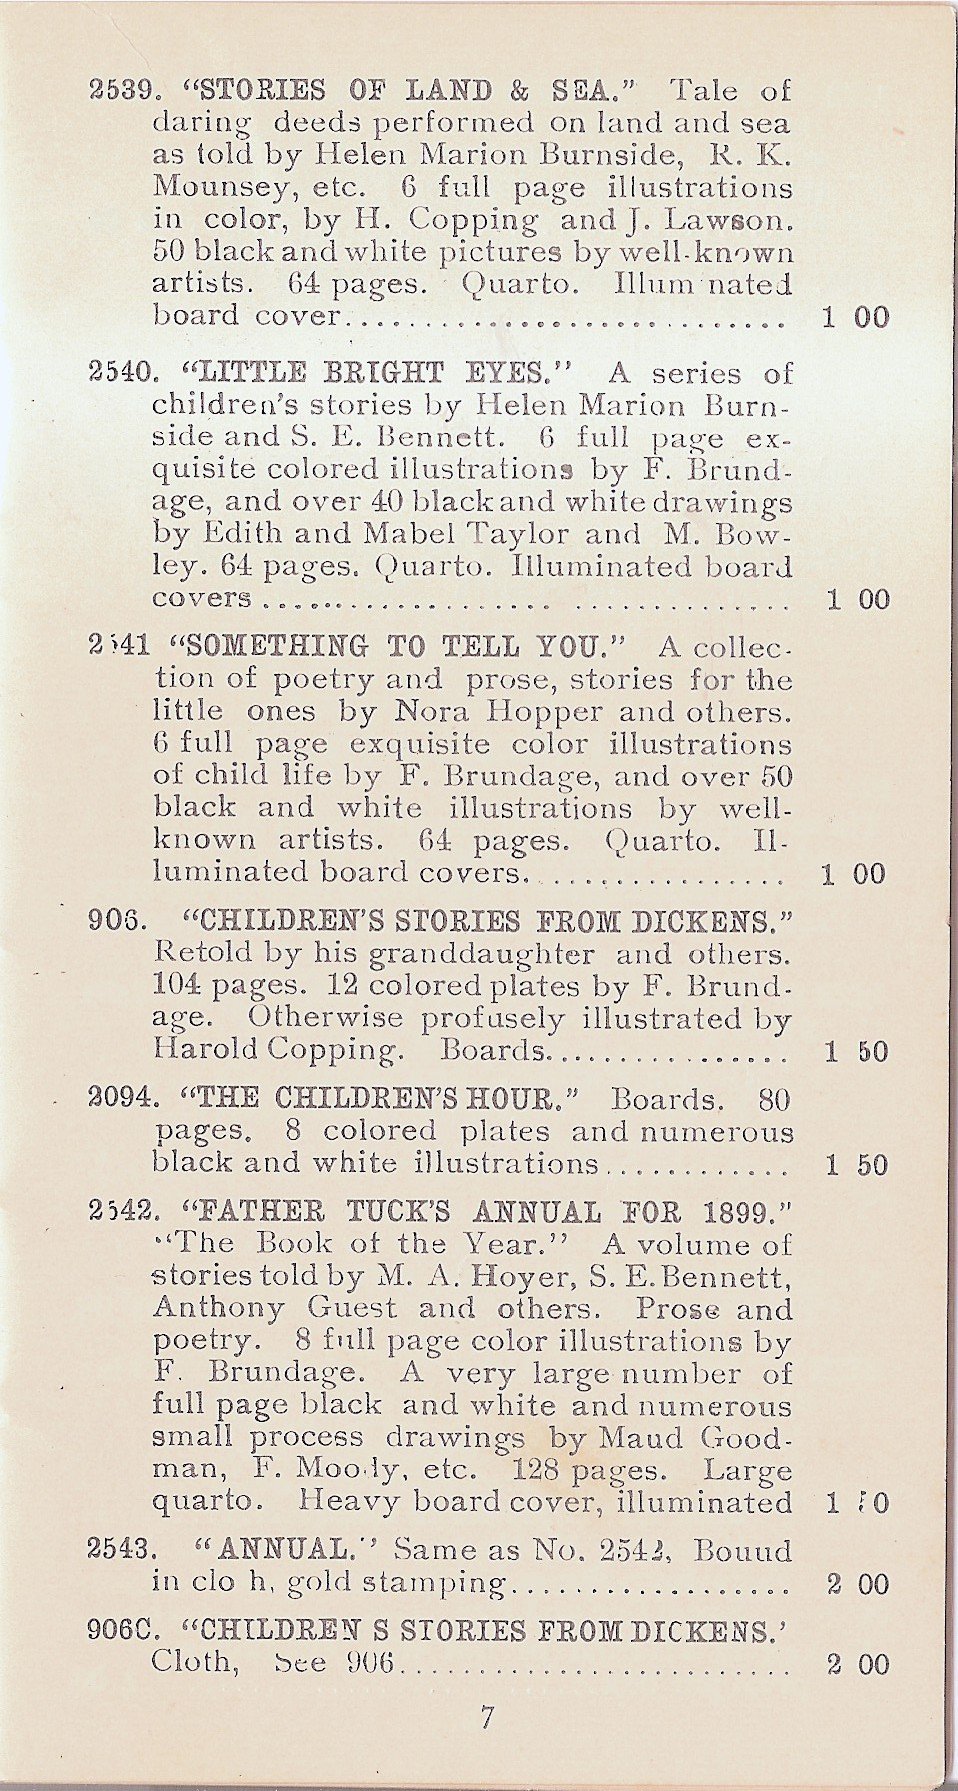 2539. "STORIES OF LAND & SEA." Tale of
daring deeds performed on land and sea
as told by Helen Marion Burnside, R. K.
Mounsey, etc. 6 full page illustrations
in color, by H. Copping and J. Lawson.
50 black and white pictures by well-known
artists. 64 pages. Quarto. Illum nated
board cover............................ 1 00
2540. "LITTLE BRIGHT EYES." A series of
children's stories by Helen Marion Burn-
side and S. E. Bennett. 6 full page ex-
quisite colored illustrations by F. Brund-
age, and over 40 black and white drawings
by Edith and Mabel Taylor and M. Bow-
ley. 64 pages. Quarto. Illuminated board
covers .................. .............. 1 00
2541 "SOMETHING TO TELL YOU." A collec-
tion of poetry and prose, stories for the
little ones by Nora Hopper and others.
6 full page exquisite color illustrations
of child life by F. Brundage, and over 50
black and white illustrations by well-
known artists. 64 pages. Quarto. Il-
luminated board covers................. 1 00
906. "CHILDREN'S STORIES FROM DICKENS."
Retold by his granddaughter and others.
104 pages. 12 colored plates by F. Brund-
age. Otherwise profusely illustrated by
Harold Copping. Boards................ 1 50
2094. "THE CHILDREN'S HOUR." Boards. 80
pages. 8 colored plates and numerous
black and white illustrations............ 1 50
2542. "FATHER TUCK'S ANNUAL FOR 1899."
"The Book of the Year." A volume of
stories told by M. A. Hoyer, S. E. Bennett,
Anthony Guest and others. Prose and
poetry. 8 full page color illustrations by
F. Brundage. A very large number of
full page black and white and numerous
small process drawings by Maud Good-
man, F. Moody, etc. 128 pages. Large
quarto. Heavy board cover, illuminated 1 50
2543. "ANNUAL." Same as No. 2542, Bouud
in clo h, gold stamping.................. 2 00
906C. "CHILDREN S STORIES FROM DICKENS.'
Cloth, See 906......................... 2 00
7